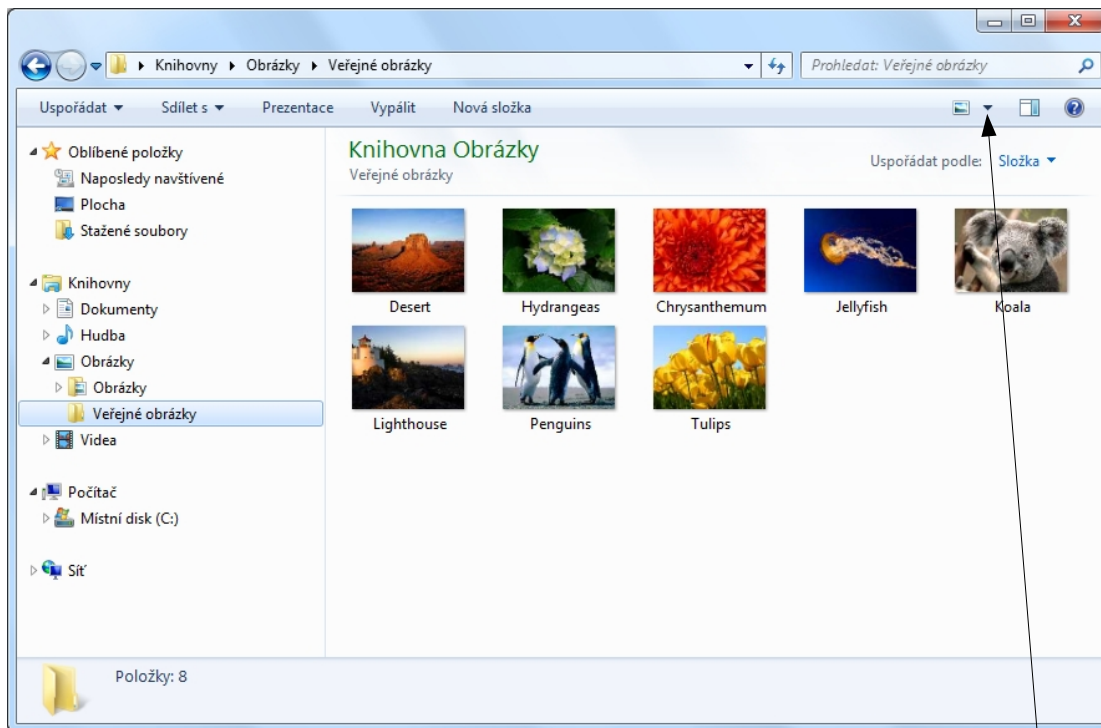 Knihovny ▸ Obrázky ▸ Veřejné obrázky
Prohledat: Veřejné obrázky
Uspořádat Sdílet s Prezentace Vypálit Nová složka
Oblíbené položky
Naposledy navštívené
Plocha
Stažené soubory
Knihovny
Dokumenty
Hudba
Obrázky
Obrázky
Veřejné obrázky
Videa
Počítač
Místní disk (C:)
Síť
Knihovna Obrázky
Veřejné obrázky
Uspořádat podle: Složka
Desert Hydrangeas Chrysanthemum Jellyfish Koala
Lighthouse Penguins Tulips
Položky: 8